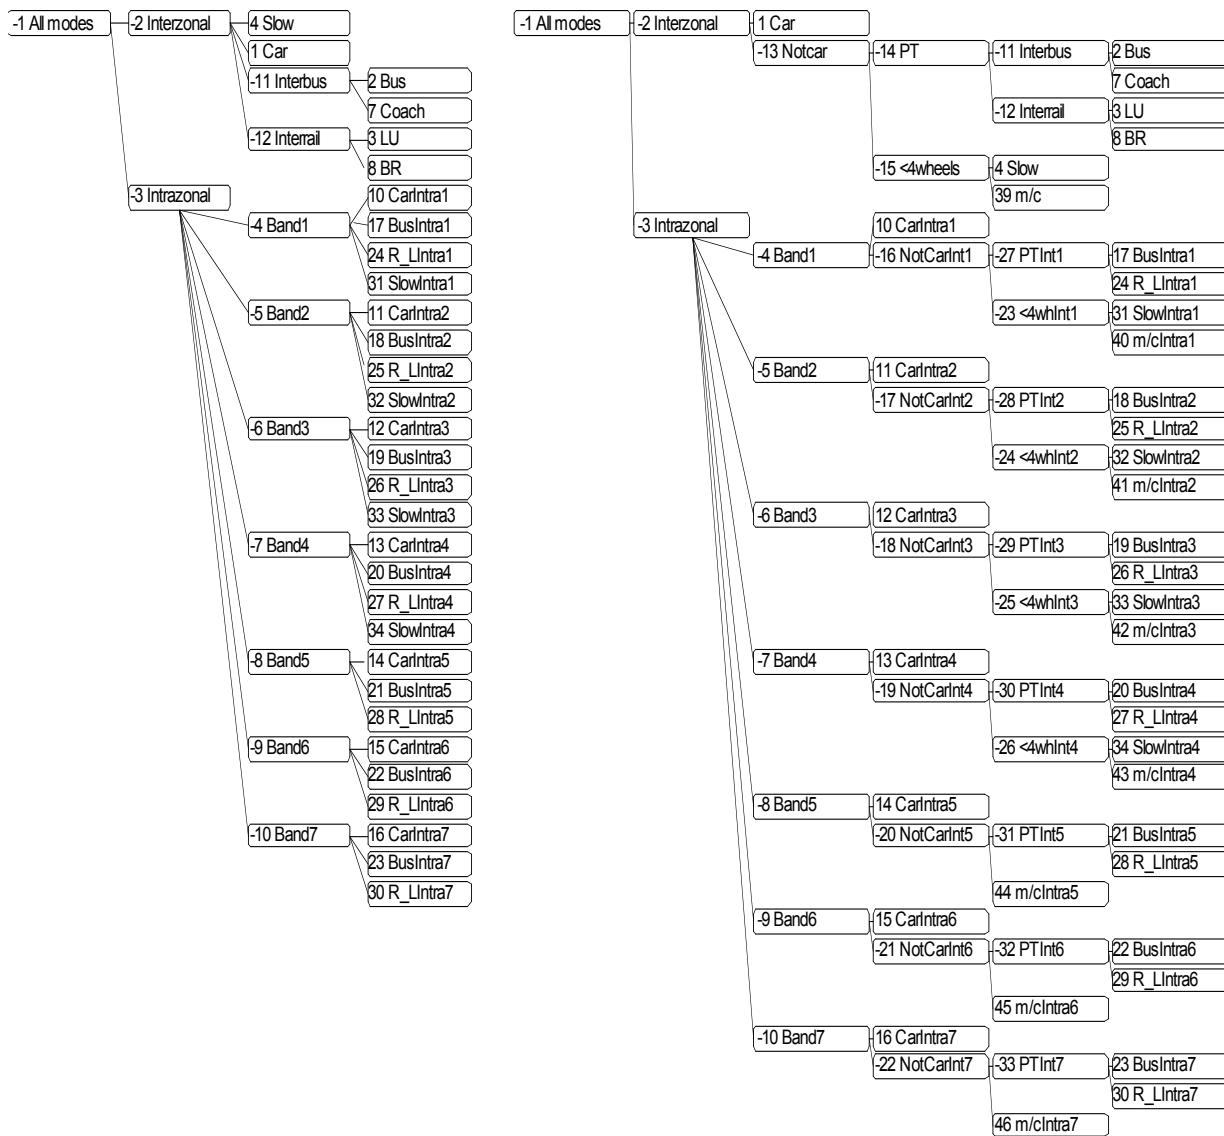 -1 All modes
-2 Interzonal
4 Slow
1 Car
-11 Interbus
2 Bus
7 Coach
-12 Interrail
3 LU
8 BR
-3 Intrazonal
-4 Band1
10 CarIntra1
17 BusIntra1
24 R_LIntra1
31 SlowIntra1
-5 Band2
11 CarIntra2
18 BusIntra2
25 R_LIntra2
32 SlowIntra2
-6 Band3
12 CarIntra3
19 BusIntra3
26 R_LIntra3
33 SlowIntra3
-7 Band4
13 CarIntra4
20 BusIntra4
27 R_LIntra4
34 SlowIntra4
-8 Band5
14 CarIntra5
21 BusIntra5
28 R_LIntra5
-9 Band6
15 CarIntra6
22 BusIntra6
29 R_LIntra6
-10 Band7
16 CarIntra7
23 BusIntra7
30 R_LIntra7
-1 All modes
-2 Interzonal
1 Car
-13 Notcar
-14 PT
-11 Interbus
2 Bus
7 Coach
-12 Interrail
3 LU
8 BR
-15 <4wheels
4 Slow
39 m/c
-3 Intrazonal
-4 Band1
10 CarIntra1
-16 NotCarInt1
-27 PTInt1
17 BusIntra1
24 R_LIntra1
-23 <4whInt1
31 SlowIntra1
40 m/cIntra1
-5 Band2
11 CarIntra2
-17 NotCarInt2
-28 PTInt2
18 BusIntra2
25 R_LIntra2
-24 <4whInt2
32 SlowIntra2
41 m/cIntra2
-6 Band3
12 CarIntra3
-18 NotCarInt3
-29 PTInt3
19 BusIntra3
26 R_LIntra3
-25 <4whInt3
33 SlowIntra3
42 m/cIntra3
-7 Band4
13 CarIntra4
-19 NotCarInt4
-30 PTInt4
20 BusIntra4
27 R_LIntra4
-26 <4whInt4
34 SlowIntra4
43 m/cIntra4
-8 Band5
14 CarIntra5
-20 NotCarInt5
-31 PTInt5
21 BusIntra5
28 R_LIntra5
44 m/cIntra5
-9 Band6
15 CarIntra6
-21 NotCarInt6
-32 PTInt6
22 BusIntra6
29 R_LIntra6
45 m/cIntra6
-10 Band7
16 CarIntra7
-22 NotCarInt7
-33 PTInt7
23 BusIntra7
30 R_LIntra7
46 m/cIntra7